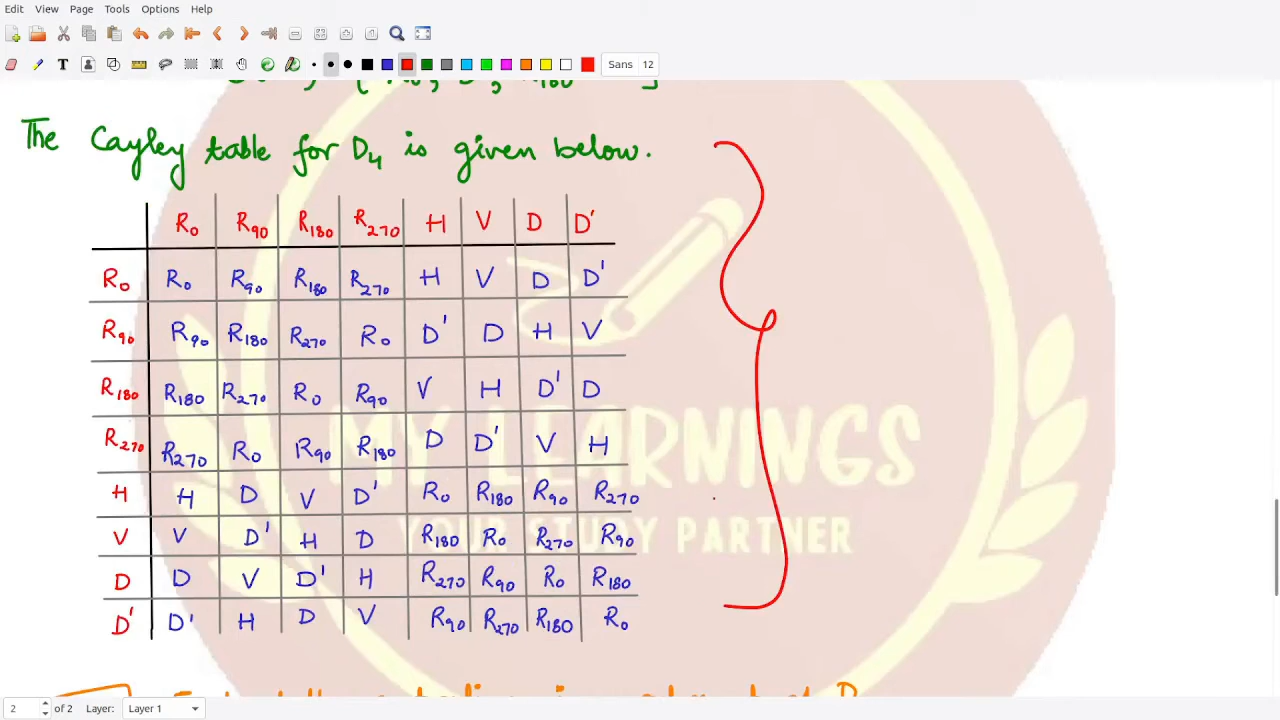 Edit View Page Tools Options Help
Sans 12
The Cayley table for D₄ is given below.
R₀ R₉₀ R₁₈₀ R₂₇₀ H V D D'
R₀ R₀ R₉₀ R₁₈₀ R₂₇₀ H V D D'
R₉₀ R₉₀ R₁₈₀ R₂₇₀ R₀ D' D H V
R₁₈₀ R₁₈₀ R₂₇₀ R₀ R₉₀ V H D' D
R₂₇₀ R₂₇₀ R₀ R₉₀ R₁₈₀ D D' V H
H H D V D' R₀ R₁₈₀ R₉₀ R₂₇₀
V V D' H D R₁₈₀ R₀ R₂₇₀ R₉₀
D D V D' H R₂₇₀ R₉₀ R₀ R₁₈₀
D' D' H D V R₉₀ R₂₇₀ R₁₈₀ R₀
MY LEARNINGS
YOUR STUDY PARTNER
2 of 2 Layer: Layer 1